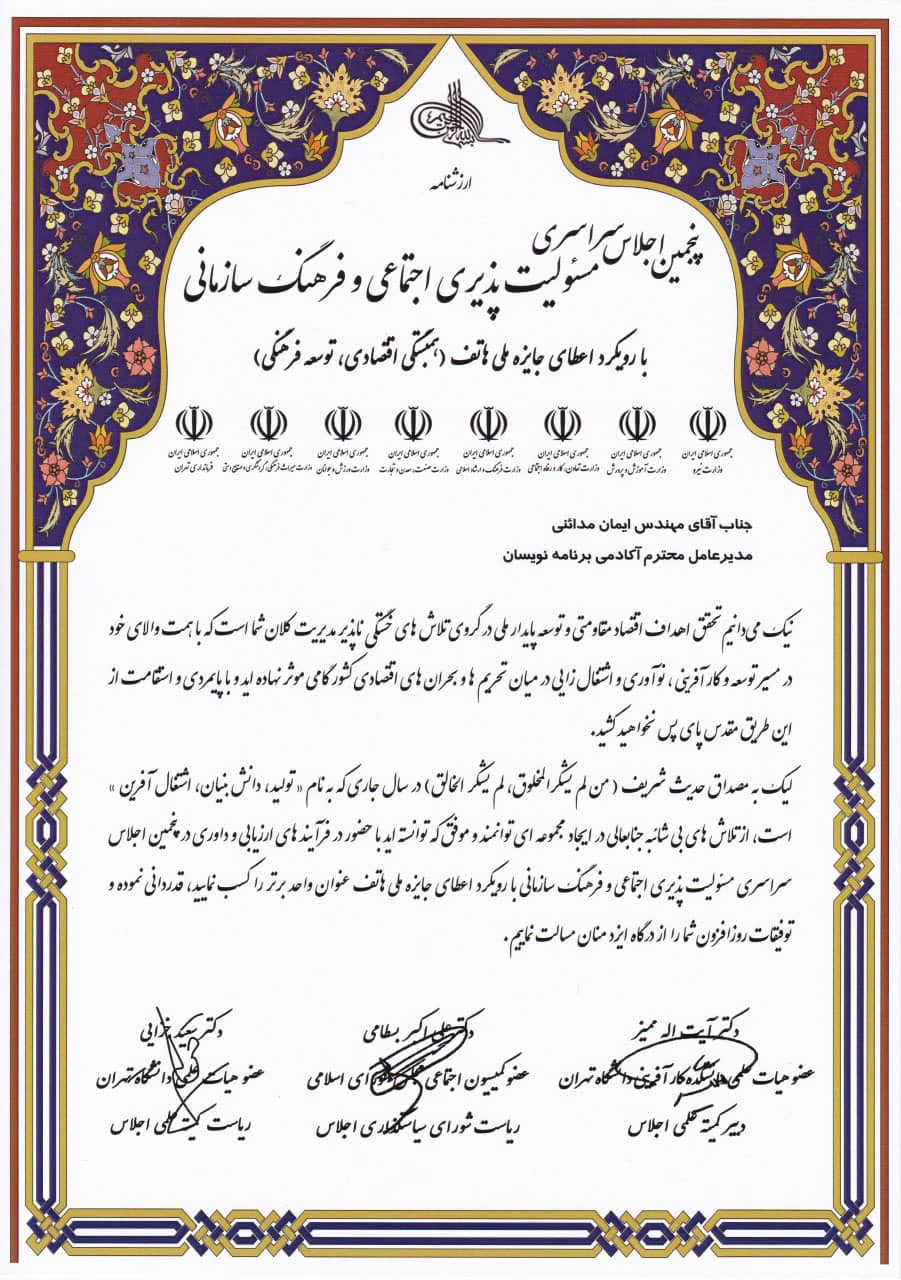 بسم الله الرحمن الرحیم
ارزشنامه
پنجمین اجلاس سراسری
مسئولیت پذیری اجتماعی و فرهنگ سازمانی
با رویکرد اعطای جایزه ملی هاتف (همبستگی اقتصادی، توسعه فرهنگی)
جمهوری اسلامی ایران
وزارت نیرو
جمهوری اسلامی ایران
وزارت آموزش و پرورش
جمهوری اسلامی ایران
وزارت تعاون، کار و رفاه اجتماعی
جمهوری اسلامی ایران
وزارت فرهنگ و ارشاد اسلامی
جمهوری اسلامی ایران
وزارت صنعت، معدن و تجارت
جمهوری اسلامی ایران
وزارت ورزش و جوانان
جمهوری اسلامی ایران
وزارت میراث فرهنگی، گردشگری و صنایع دستی
جمهوری اسلامی ایران
فرمانداری تهران
جناب آقای مهندس ایمان مدائنی
مدیرعامل محترم آکادمی برنامه نویسان
نیک می‌دانیم تحقق اهداف اقتصاد مقاومتی و توسعه پایدار ملی در گروی تلاش های خستگی ناپذیر مدیریت کلان شما است که با همت والای خود
در مسیر توسعه و کارآفرینی، نوآوری و اشتغال زایی در میان تحریم ها و بحران های اقتصادی کشور گامی موثر نهاده اید و با پایمردی و استقامت از
این طریق مقدس پای پس نخواهید کشید.
لیک به مصداق حدیث شریف (من لم یشکر المخلوق، لم یشکر الخالق) در سال جاری که به نام «تولید، دانش بنیان، اشتغال آفرین»
است، از تلاش های بی شائبه جنابعالی در ایجاد مجموعه ای توانمند و موفق که توانسته اید با حضور در فرآیند های ارزیابی و داوری در پنجمین اجلاس
سراسری مسئولیت پذیری اجتماعی و فرهنگ سازمانی با رویکرد اعطای جایزه ملی هاتف عنوان واحد برتر را کسب نمایید، قدردانی نموده و
توفیقات روزافزون شما را از درگاه ایزد منان مسالت نماییم.
دکتر آیت اله ممیز
عضو هیات علمی دانشکده کارآفرینی دانشگاه تهران
دبیر کمیته علمی اجلاس
دکتر علی اکبر بسطامی
عضو کمیسیون اجتماعی مجلس شورای اسلامی
ریاست شورای سیاستگذاری اجلاس
دکتر سعید خزایی
عضو هیات علمی دانشگاه تهران
ریاست کمیته علمی اجلاس